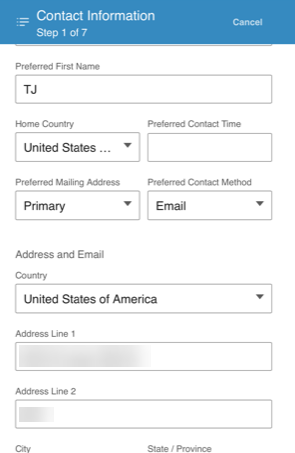 Contact Information
Cancel
Step 1 of 7
Preferred First Name
TJ
Home Country
Preferred Contact Time
United States ...
Preferred Mailing Address
Preferred Contact Method
Primary
Email
Address and Email
Country
United States of America
Address Line 1
Address Line 2
City
State / Province